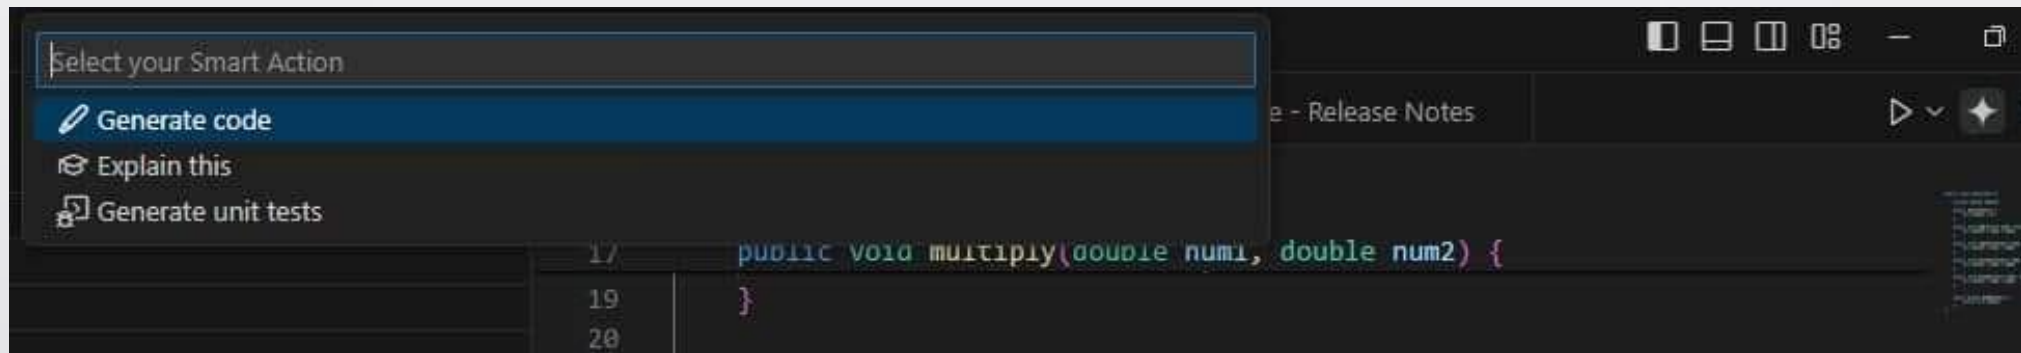 Select your Smart Action
Generate code
e - Release Notes
Explain this
Generate unit tests
17 public void multiply(double num1, double num2) {
19 }
20